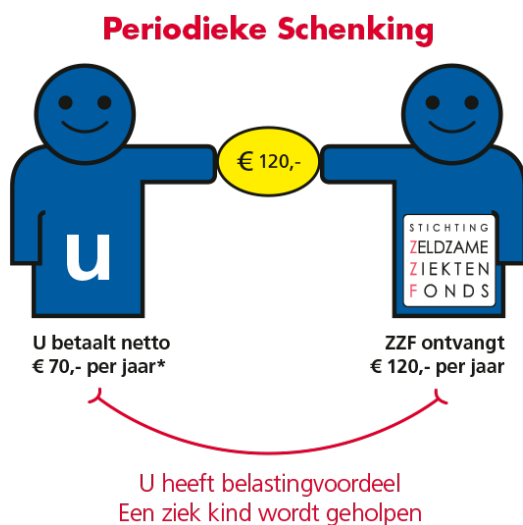 Periodieke Schenking
€ 120,-
u
STICHTING
ZELDZAME
ZIEKTEN
FONDS
U betaalt netto
€ 70,- per jaar*
ZZF ontvangt
€ 120,- per jaar
U heeft belastingvoordeel
Een ziek kind wordt geholpen